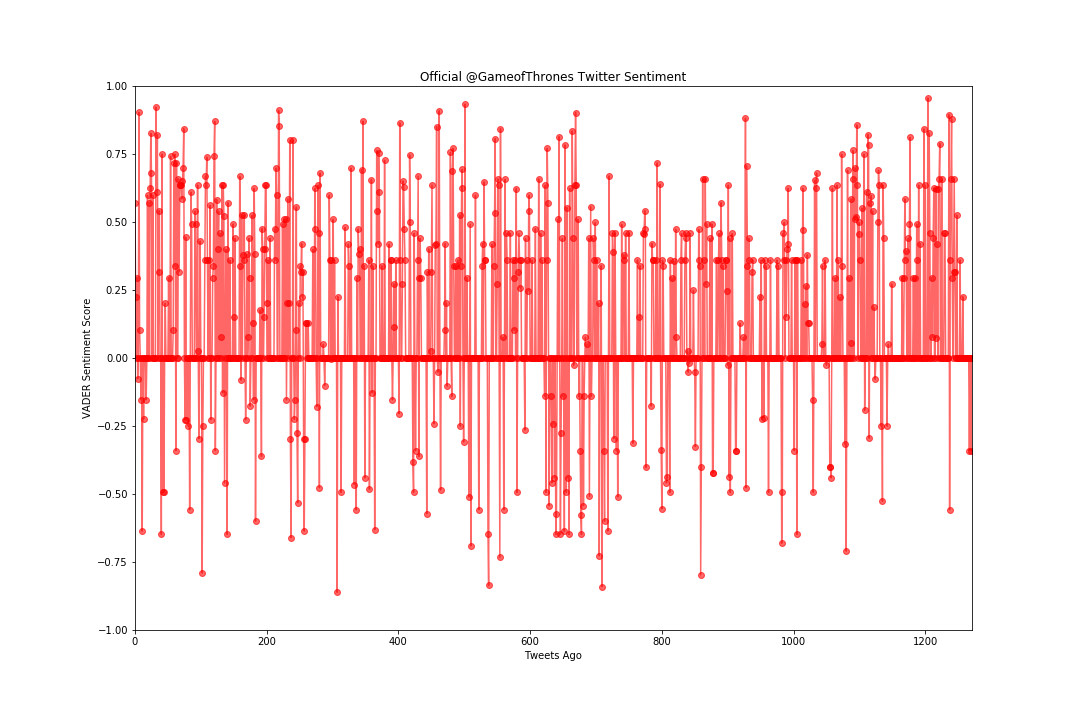 Official @GameofThrones Twitter Sentiment
1.00
0.75
0.50
0.25
0.00
−0.25
−0.50
−0.75
−1.00
VADER Sentiment Score
0 200 400 600 800 1000 1200
Tweets Ago